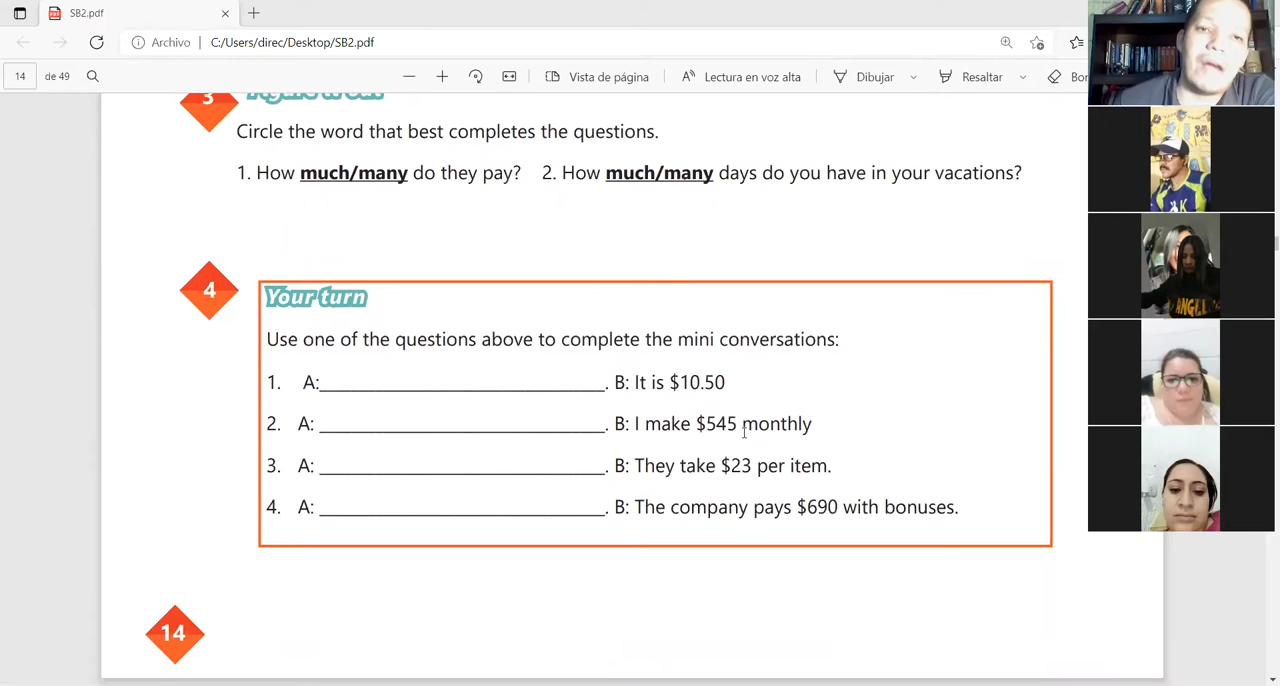 SB2.pdf
Archivo | C:/Users/direc/Desktop/SB2.pdf
14 de 49
Vista de página
Lectura en voz alta
Dibujar
Resaltar
3
Circle the word that best completes the questions.
1. How much/many do they pay? 2. How much/many days do you have in your vacations?
4
Your turn
Use one of the questions above to complete the mini conversations:
1. A:____________________________. B: It is $10.50
2. A: ____________________________. B: I make $545 monthly
3. A: ____________________________. B: They take $23 per item.
4. A: ____________________________. B: The company pays $690 with bonuses.
14